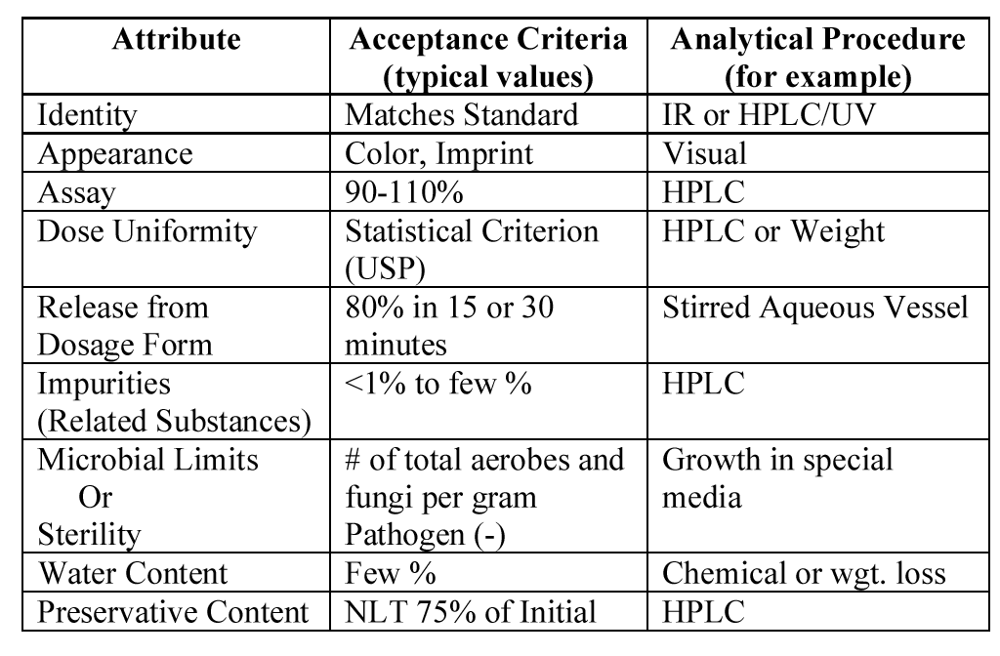 Attribute
Acceptance Criteria
(typical values)
Analytical Procedure
(for example)
Identity
Matches Standard
IR or HPLC/UV
Appearance
Color, Imprint
Visual
Assay
90-110%
HPLC
Dose Uniformity
Statistical Criterion
(USP)
HPLC or Weight
Release from
Dosage Form
80% in 15 or 30
minutes
Stirred Aqueous Vessel
Impurities
(Related Substances)
<1% to few %
HPLC
Microbial Limits
Or
Sterility
# of total aerobes and
fungi per gram
Pathogen (-)
Growth in special
media
Water Content
Few %
Chemical or wgt. loss
Preservative Content
NLT 75% of Initial
HPLC